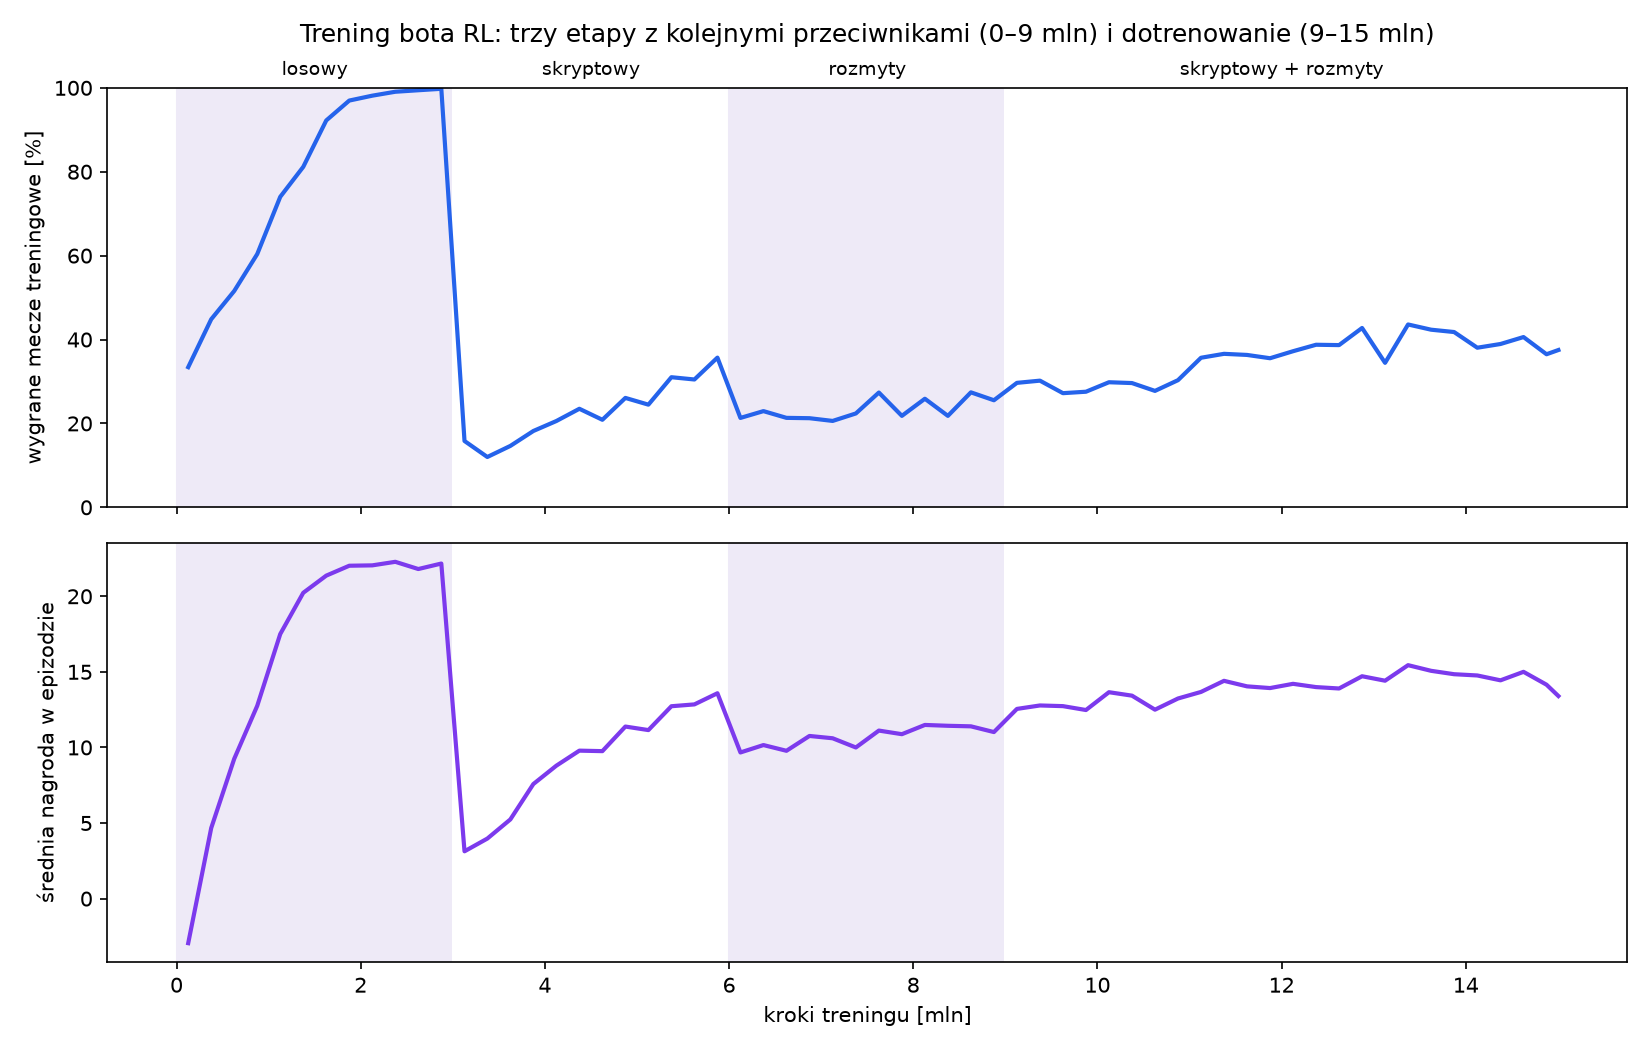 Trening bota RL: trzy etapy z kolejnymi przeciwnikami (0–9 mln) i dotrenowanie (9–15 mln)
losowy skryptowy rozmyty skryptowy + rozmyty
wygrane mecze treningowe [%]
100
80
60
40
20
0
średnia nagroda w epizodzie
20
15
10
5
0
0 2 4 6 8 10 12 14
kroki treningu [mln]